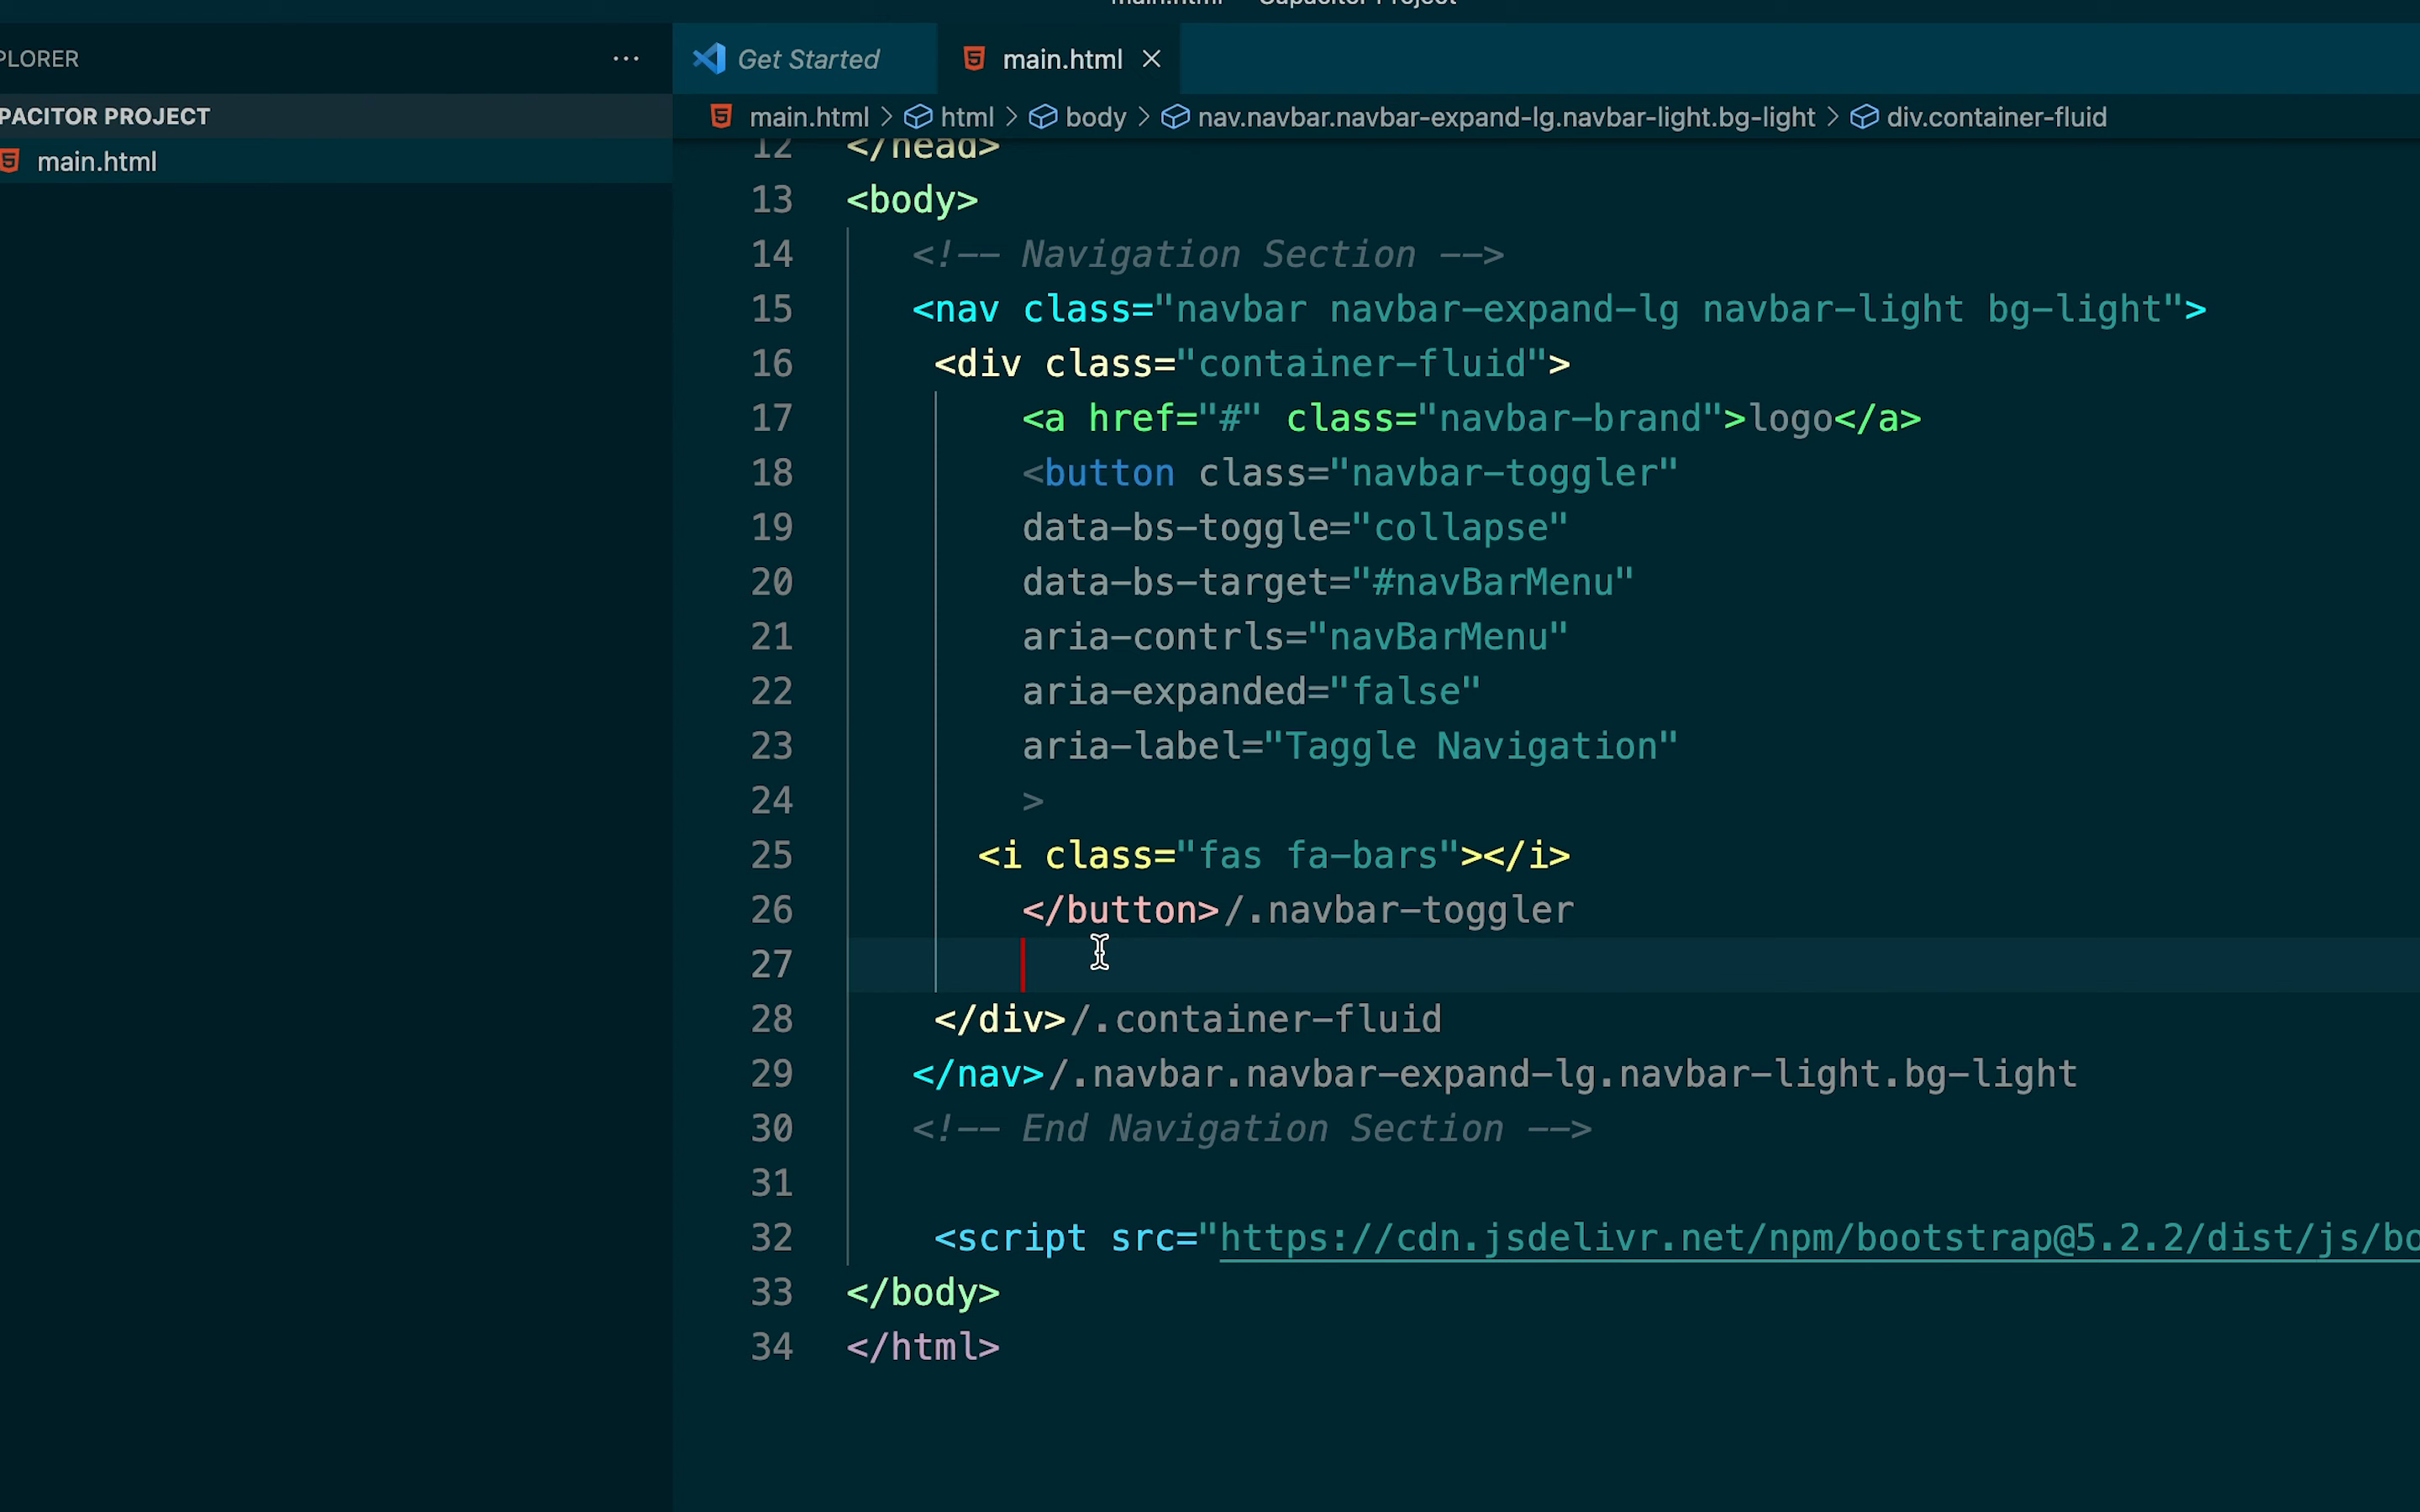 main.html — Capacitor Project
PLORER ···
Get Started
main.html
PACITOR PROJECT
main.html > html > body > nav.navbar.navbar-expand-lg.navbar-light.bg-light > div.container-fluid
main.html
12 </head>
13 <body>
14 <!-- Navigation Section -->
15 <nav class="navbar navbar-expand-lg navbar-light bg-light">
16 <div class="container-fluid">
17 <a href="#" class="navbar-brand">logo</a>
18 <button class="navbar-toggler"
19 data-bs-toggle="collapse"
20 data-bs-target="#navBarMenu"
21 aria-contrls="navBarMenu"
22 aria-expanded="false"
23 aria-label="Taggle Navigation"
24 >
25 <i class="fas fa-bars"></i>
26 </button>/.navbar-toggler
27
28 </div>/.container-fluid
29 </nav>/.navbar.navbar-expand-lg.navbar-light.bg-light
30 <!-- End Navigation Section -->
31
32 <script src="https://cdn.jsdelivr.net/npm/bootstrap@5.2.2/dist/js/bo
33 </body>
34 </html>